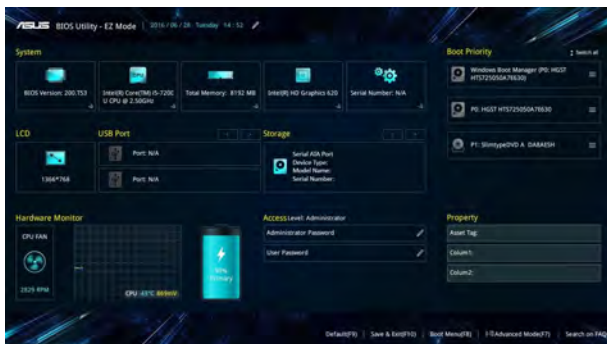 ASUS BIOS Utility - EZ Mode 2016/06/28 Tuesday 14:52
System
BIOS Version: 200.T53
Intel(R) Core(TM) i5-7200
U CPU @ 2.50GHz
Total Memory: 8192 MB
Intel(R) HD Graphics 620
Serial Number: N/A
Boot Priority
Switch all
Windows Boot Manager (P0: HGST
HTS725050A7E630)
P0: HGST HTS725050A7E630
P1: SlimtypeDVD A DA8AESH
LCD
1366*768
USB Port
Port: N/A
Port: N/A
Storage
Serial ATA Port
Device Type:
Model Name:
Serial Number:
Hardware Monitor
CPU FAN
2825 RPM
CPU 43°C 869mV
Primary
Access Level: Administrator
Administrator Password
User Password
Property
Asset Tag:
Colum1:
Colum2:
Default(F9) Save & Exit(F10) Boot Menu(F8) Advanced Mode(F7) Search on FAQ